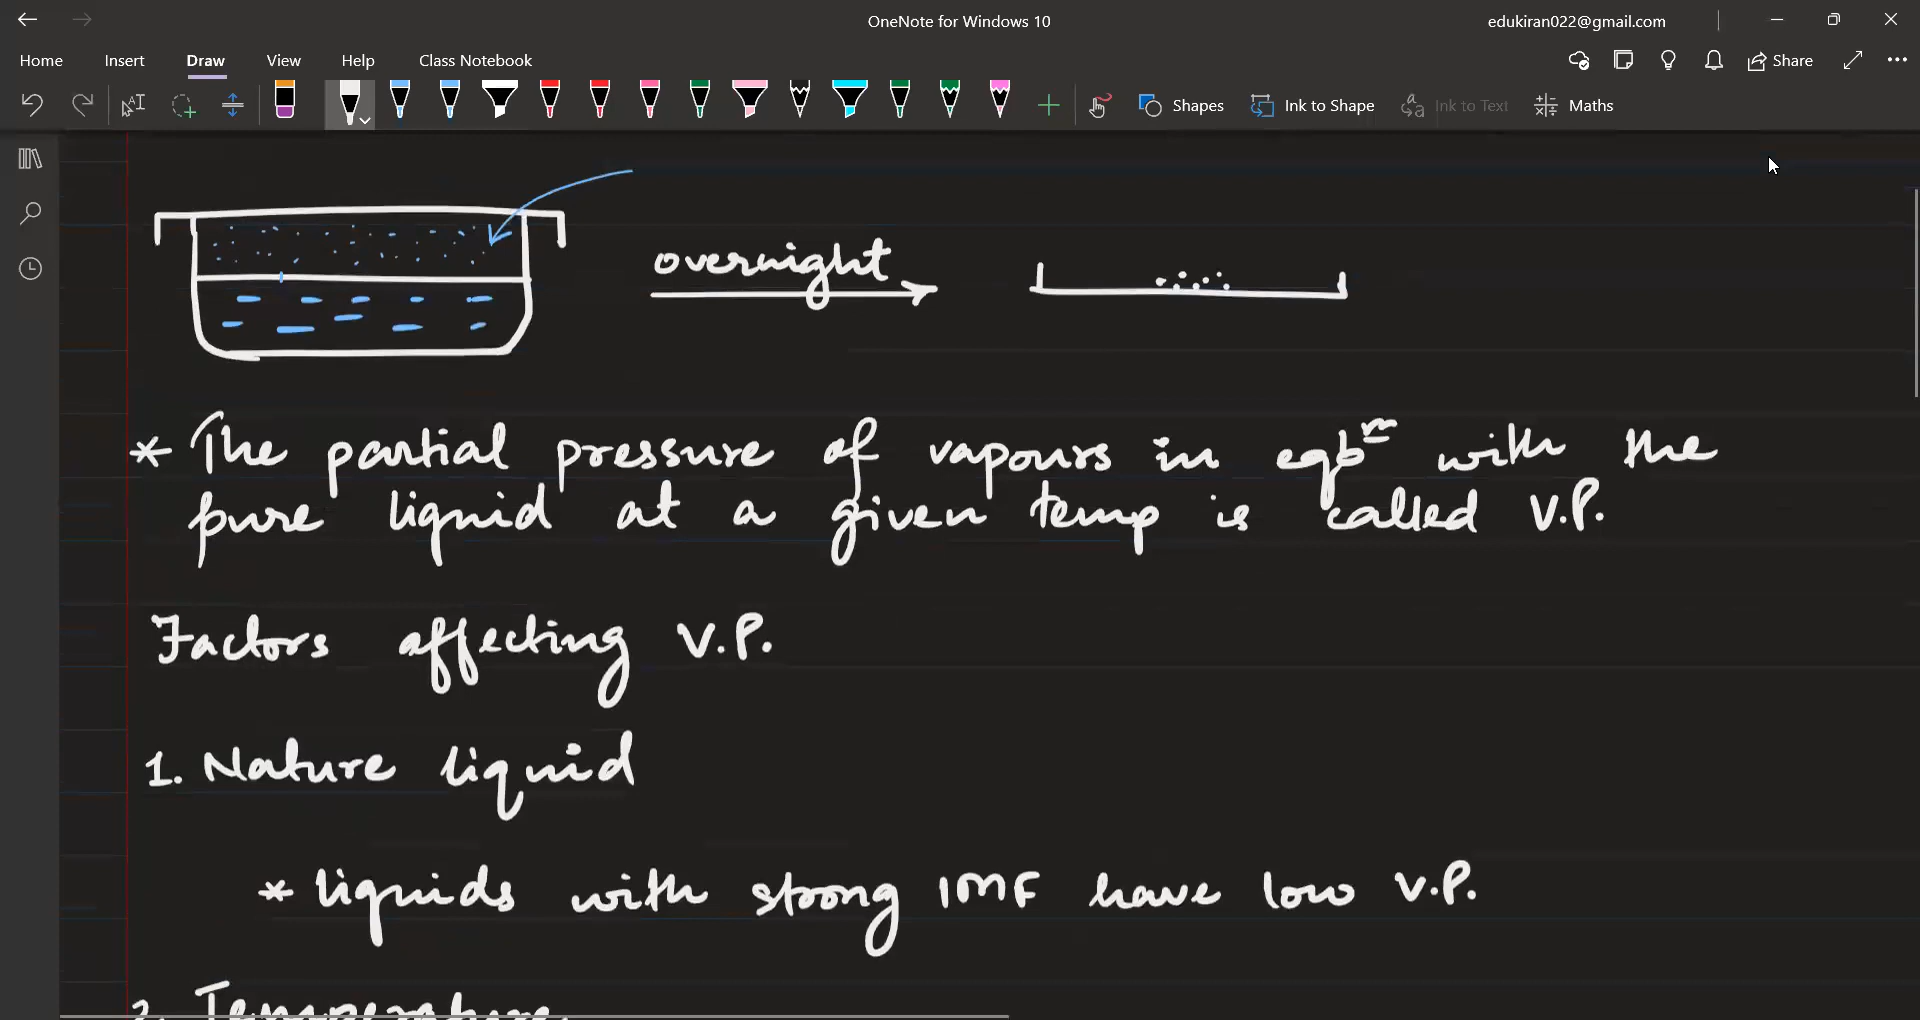 OneNote for Windows 10
edukiran022@gmail.com
Home Insert Draw View Help Class Notebook
Share
Shapes Ink to Shape Ink to Text Maths
overnight
* The partial pressure of vapours in eqbm with the
pure liquid at a given temp is called V.P.
Factors affecting V.P.
1. Nature liquid
* liquids with strong IMF have low V.P.
2. Temperature